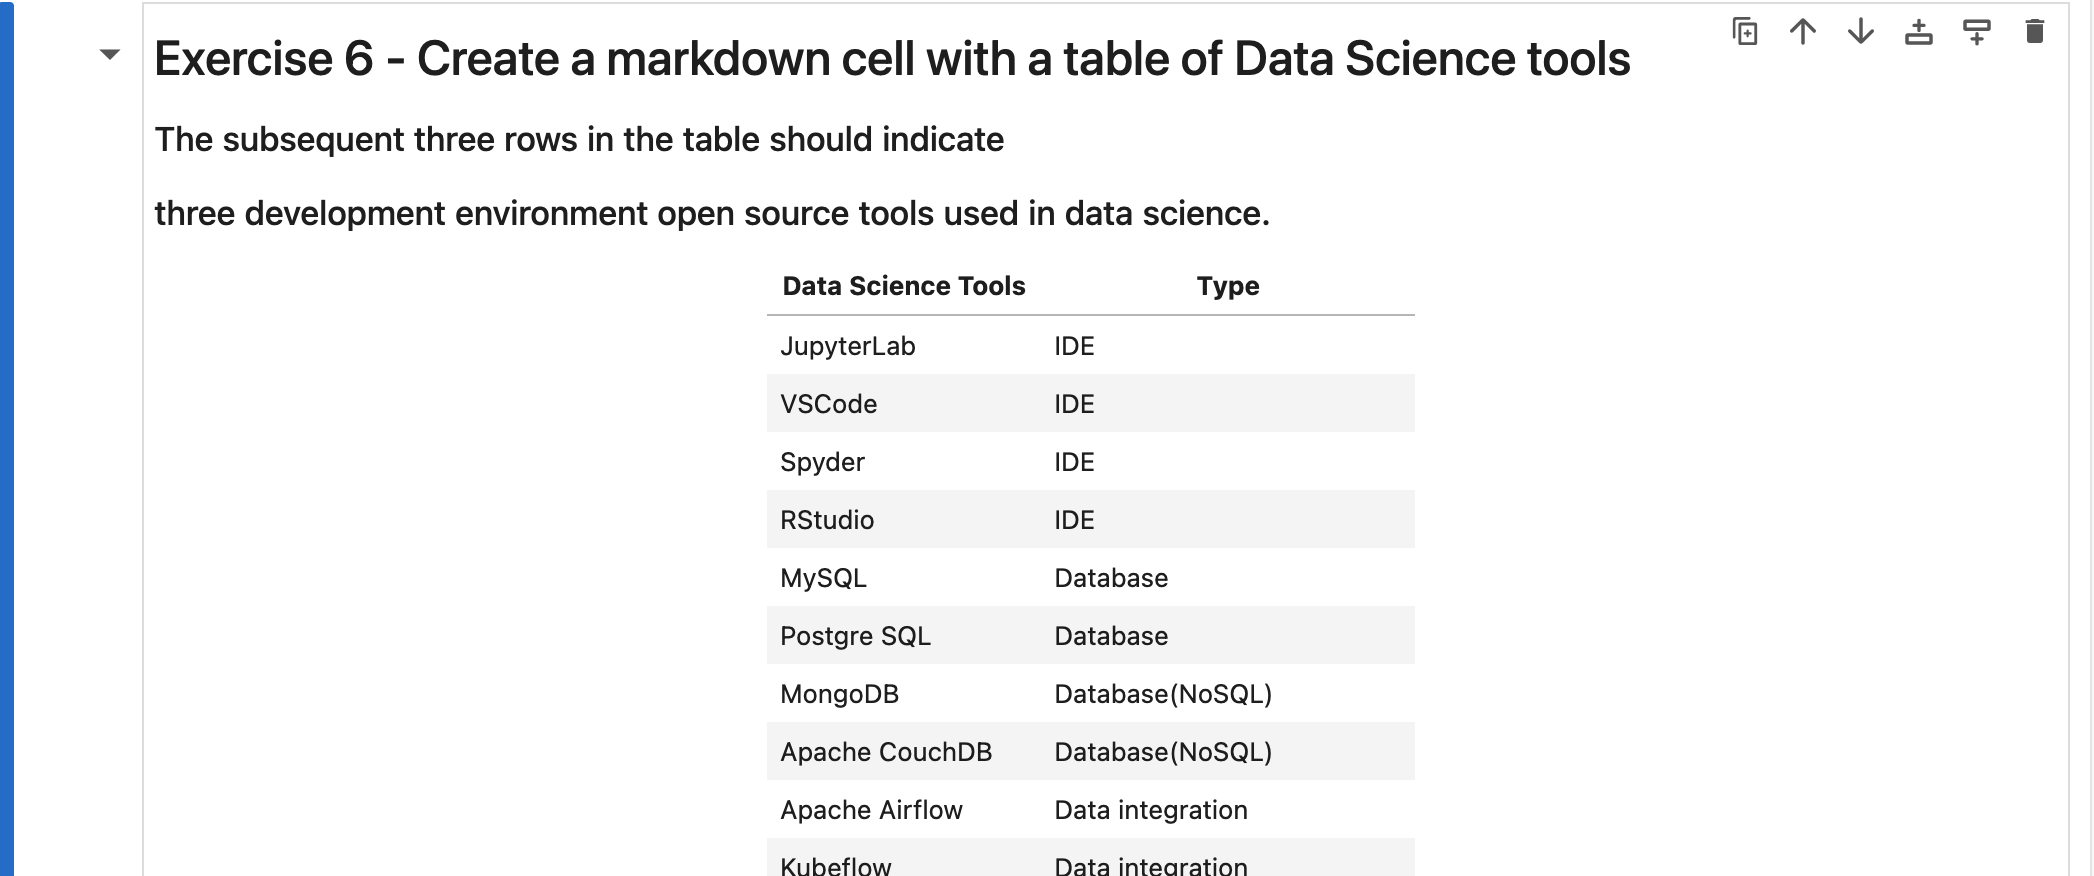 Exercise 6 - Create a markdown cell with a table of Data Science tools
The subsequent three rows in the table should indicate
three development environment open source tools used in data science.
Data Science Tools Type
JupyterLab IDE
VSCode IDE
Spyder IDE
RStudio IDE
MySQL Database
Postgre SQL Database
MongoDB Database(NoSQL)
Apache CouchDB Database(NoSQL)
Apache Airflow Data integration
Kubeflow Data integration